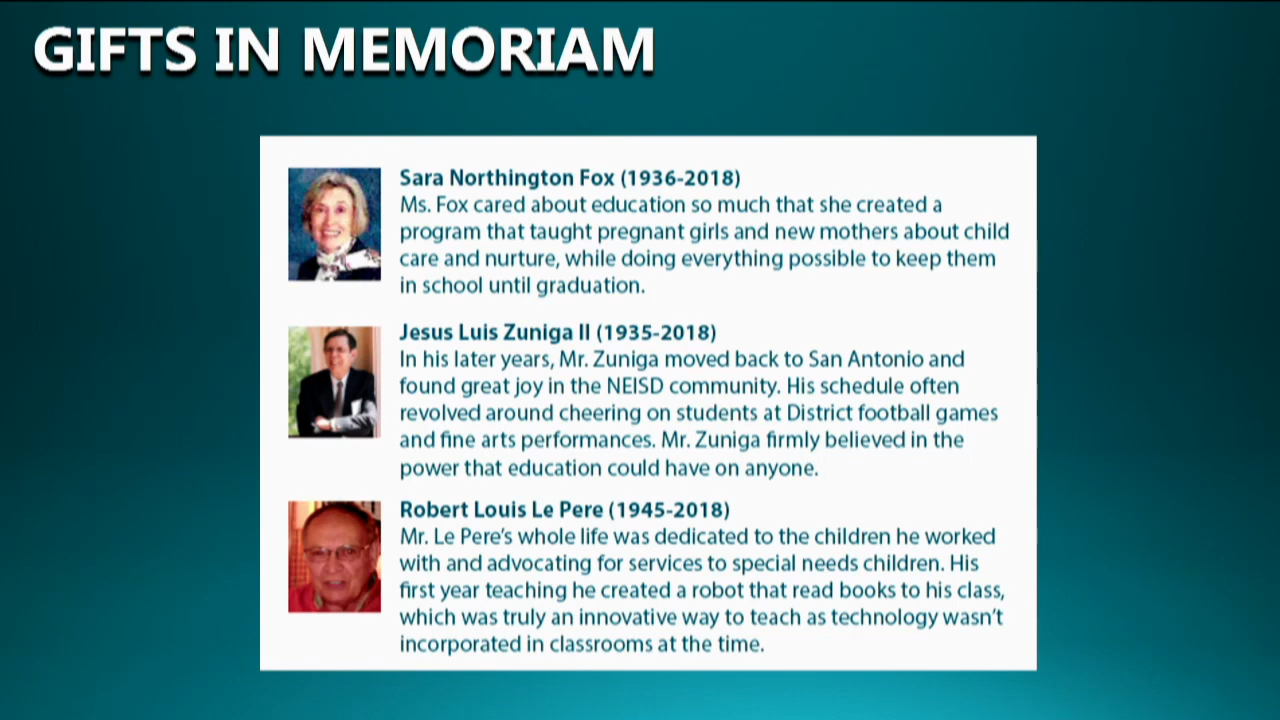 GIFTS IN MEMORIAM
Sara Northington Fox (1936-2018)
Ms. Fox cared about education so much that she created a
program that taught pregnant girls and new mothers about child
care and nurture, while doing everything possible to keep them
in school until graduation.
Jesus Luis Zuniga II (1935-2018)
In his later years, Mr. Zuniga moved back to San Antonio and
found great joy in the NEISD community. His schedule often
revolved around cheering on students at District football games
and fine arts performances. Mr. Zuniga firmly believed in the
power that education could have on anyone.
Robert Louis Le Pere (1945-2018)
Mr. Le Pere’s whole life was dedicated to the children he worked
with and advocating for services to special needs children. His
first year teaching he created a robot that read books to his class,
which was truly an innovative way to teach as technology wasn’t
incorporated in classrooms at the time.